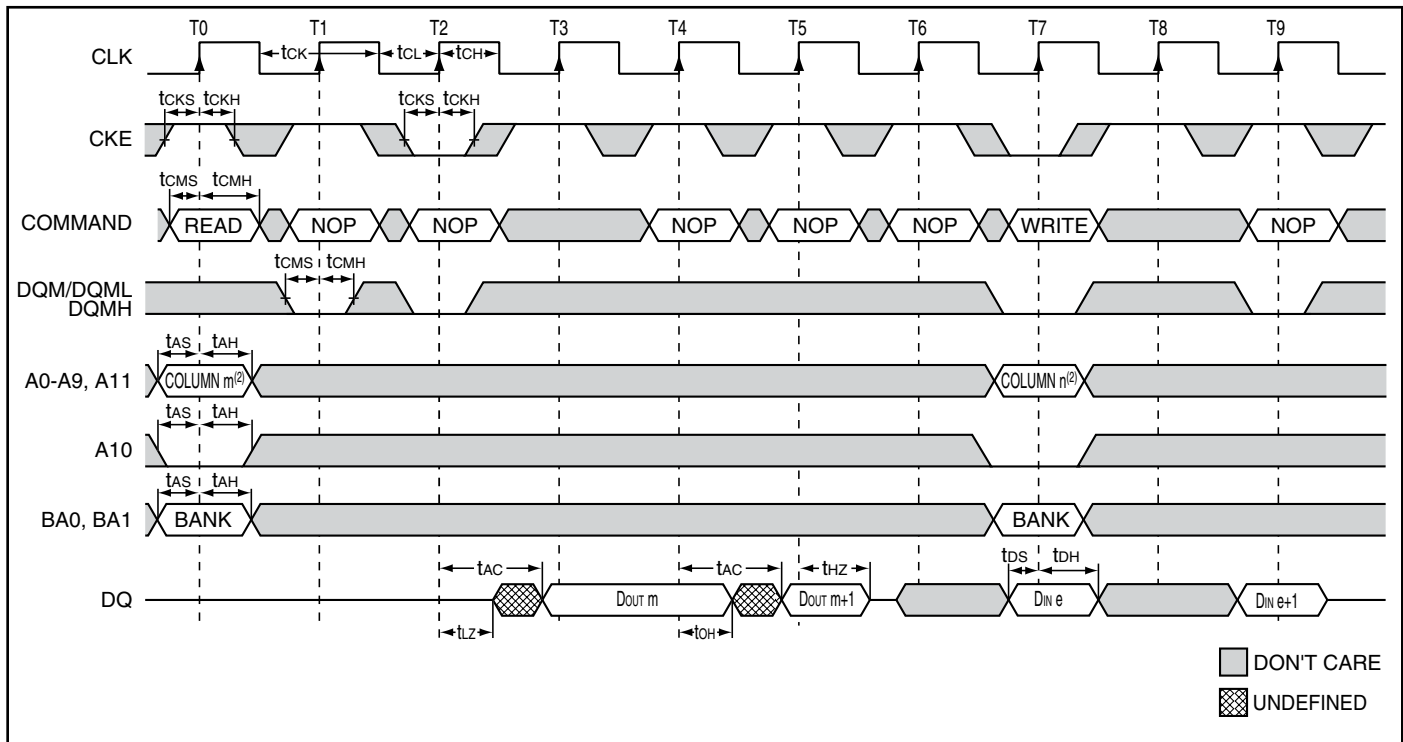 T0 T1 T2 T3 T4 T5 T6 T7 T8 T9
CLK tCK tCL tCH
tCKS tCKH tCKS tCKH
CKE
tCMS tCMH
COMMAND READ NOP NOP NOP NOP NOP WRITE NOP
tCMS tCMH
DQM/DQML
DQMH
tAS tAH
A0-A9, A11 COLUMN m(2) COLUMN n(2)
tAS tAH
A10
tAS tAH
BA0, BA1 BANK BANK
tAC tAC tHZ tDS tDH
DQ DOUT m DOUT m+1 DIN e DIN e+1
tLZ tOH
DON'T CARE
UNDEFINED